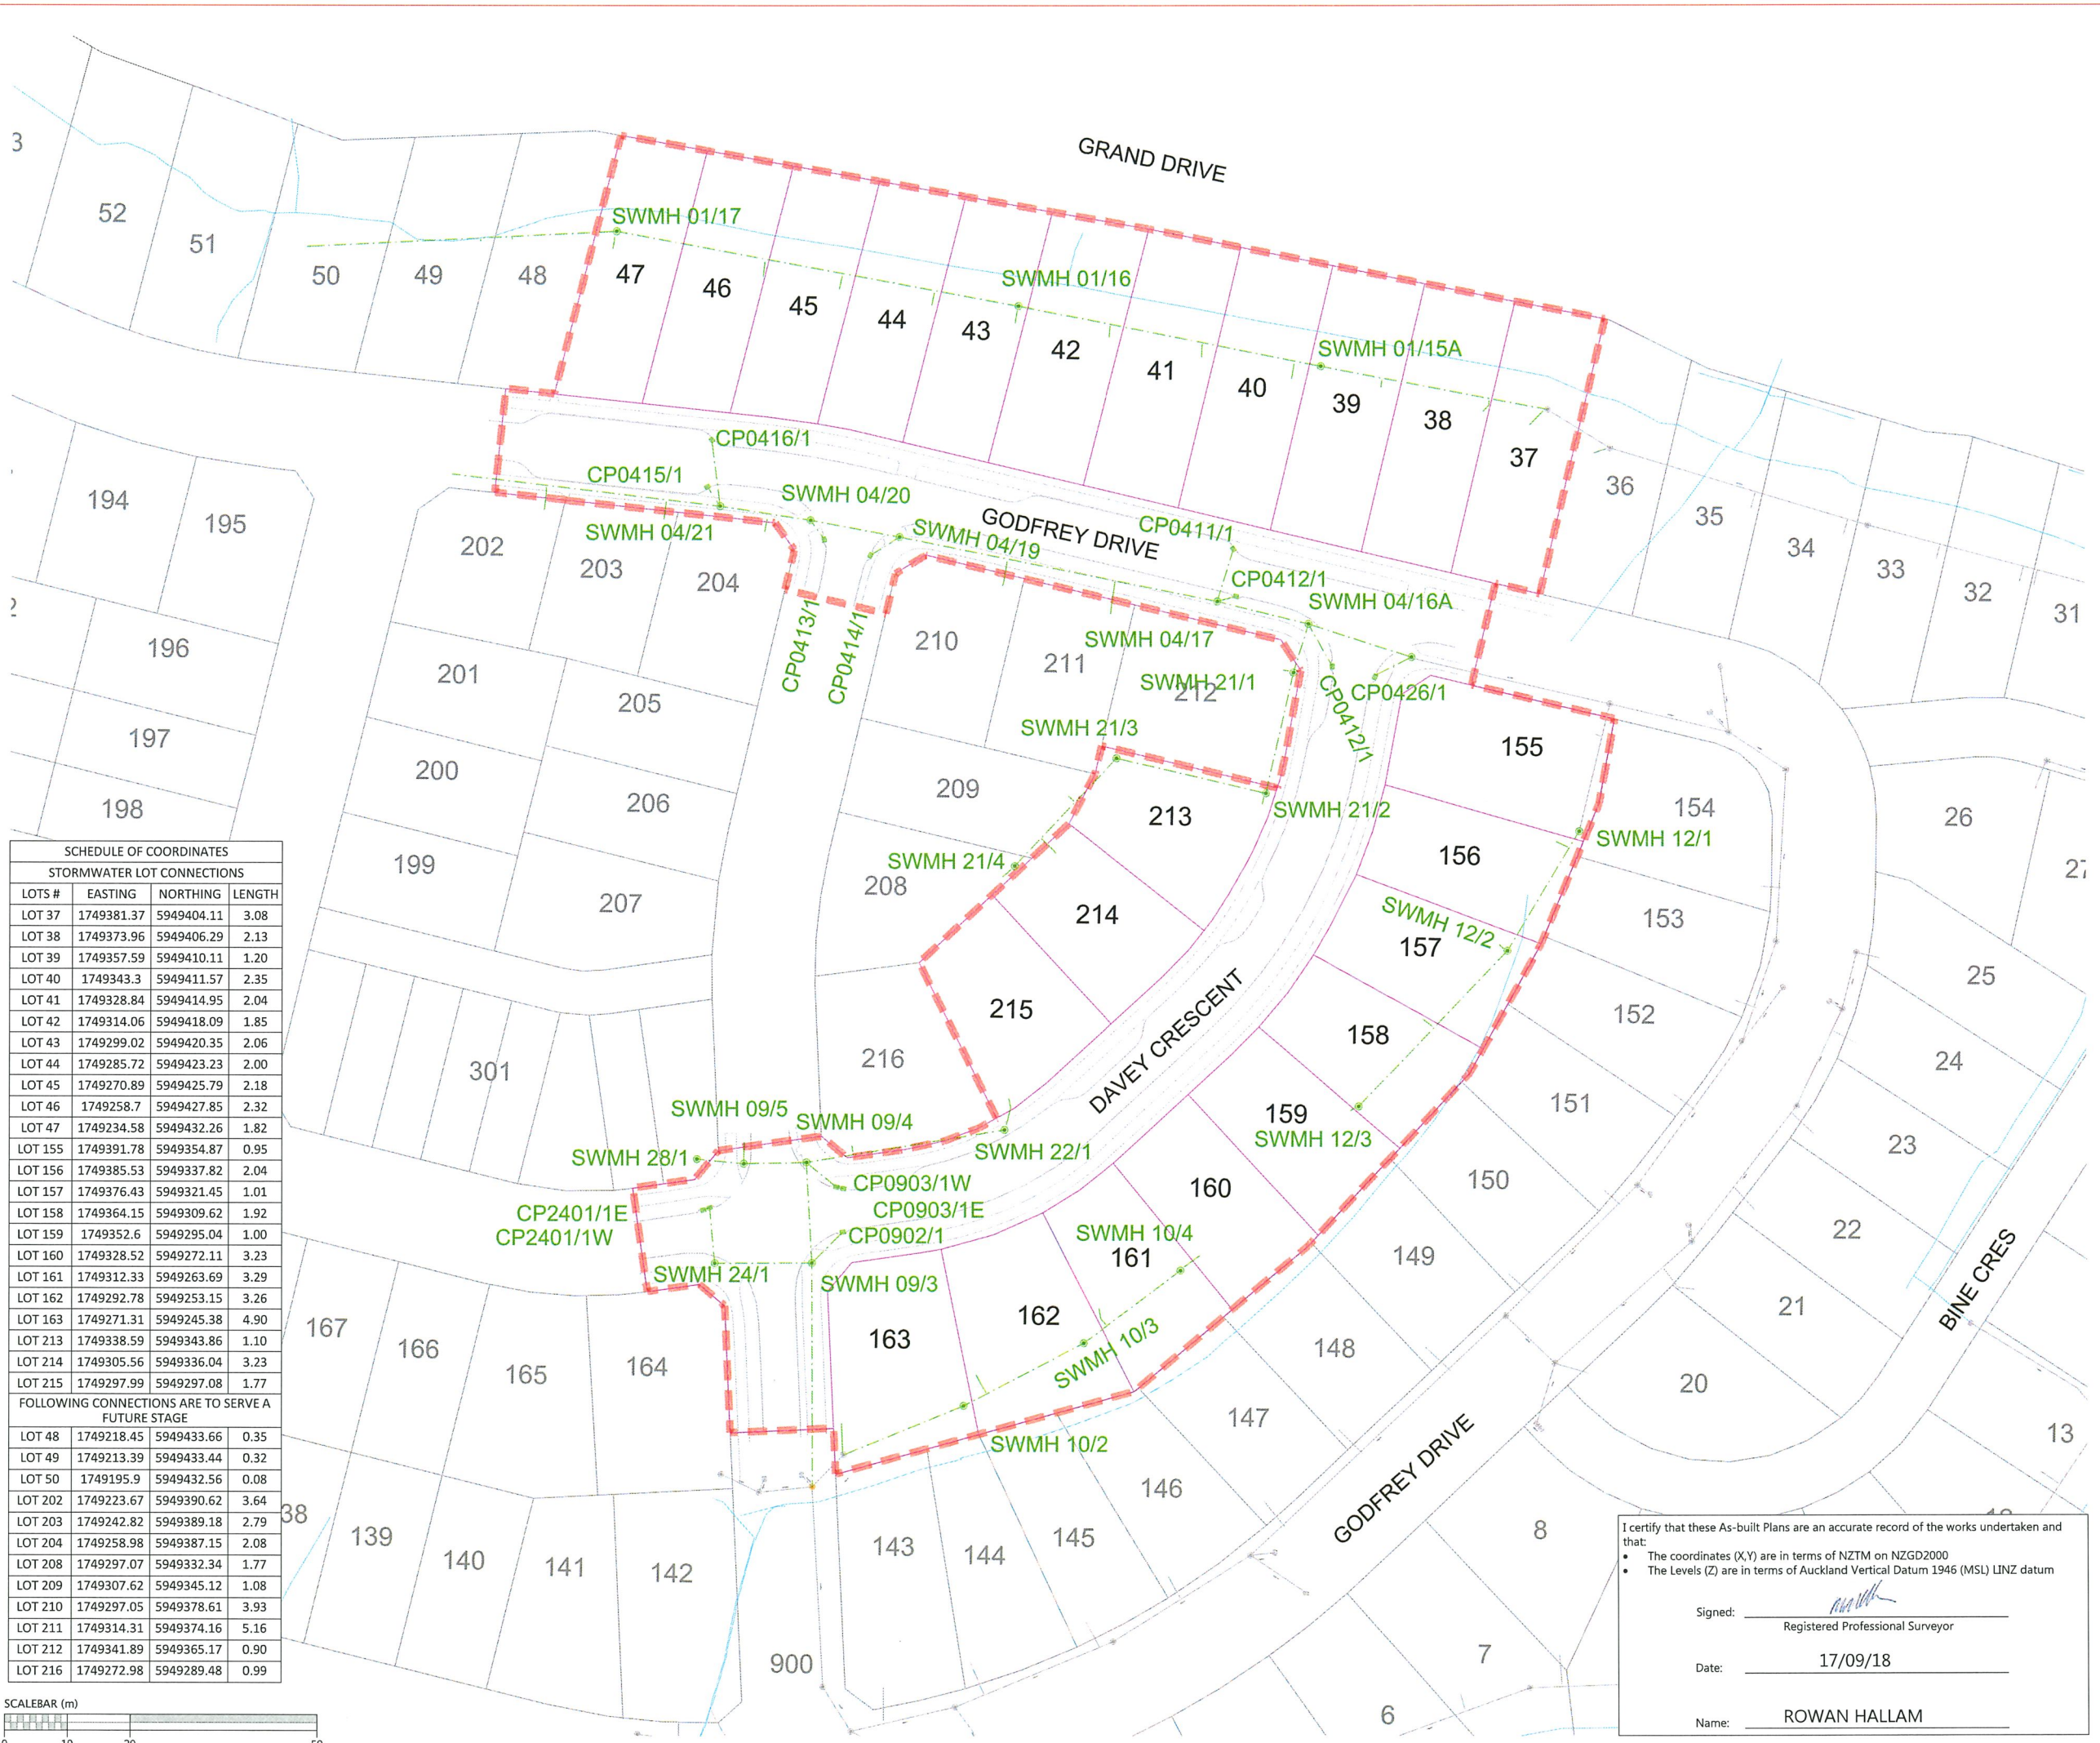 GRAND DRIVE
3
52
51
50
49
48
SWMH 01/17
47
46
45
44
43
SWMH 01/16
42
41
40
SWMH 01/15A
39
38
37
36
35
34
33
32
31
CP0416/1
CP0415/1
SWMH 04/20
SWMH 04/21
GODFREY DRIVE
SWMH 04/19
CP0411/1
CP0412/1
SWMH 04/16A
194
195
202
203
204
CP0413/1
CP0414/1
210
211
SWMH 04/17
SWMH 21/1
212
CP0412/1
CP0426/1
196
201
205
SWMH 21/3
155
197
200
206
209
213
SWMH 21/2
154
26
198
156
SWMH 12/1
199
207
SWMH 21/4
208
214
SWMH 12/2
157
153
25
215
DAVEY CRESCENT
158
152
24
301
216
159
SWMH 12/3
151
23
SWMH 09/5
SWMH 09/4
SWMH 28/1
SWMH 22/1
CP0903/1W
CP0903/1E
CP0902/1
CP2401/1E
CP2401/1W
160
150
22
SWMH 10/4
161
149
SWMH 24/1
SWMH 09/3
21
BINE CRES
167
166
165
164
163
162
SWMH 10/3
148
20
147
SWMH 10/2
13
GODFREY DRIVE
146
38
139
140
141
142
143
144
145
8
900
7
6
SCHEDULE OF COORDINATES
STORMWATER LOT CONNECTIONS
LOTS # EASTING NORTHING LENGTH
LOT 37 1749381.37 5949404.11 3.08
LOT 38 1749373.96 5949406.29 2.13
LOT 39 1749357.59 5949410.11 1.20
LOT 40 1749343.3 5949411.57 2.35
LOT 41 1749328.84 5949414.95 2.04
LOT 42 1749314.06 5949418.09 1.85
LOT 43 1749299.02 5949420.35 2.06
LOT 44 1749285.72 5949423.23 2.00
LOT 45 1749270.89 5949425.79 2.18
LOT 46 1749258.7 5949427.85 2.32
LOT 47 1749234.58 5949432.26 1.82
LOT 155 1749391.78 5949354.87 0.95
LOT 156 1749385.53 5949337.82 2.04
LOT 157 1749376.43 5949321.45 1.01
LOT 158 1749364.15 5949309.62 1.92
LOT 159 1749352.6 5949295.04 1.00
LOT 160 1749328.52 5949272.11 3.23
LOT 161 1749312.33 5949263.69 3.29
LOT 162 1749292.78 5949253.15 3.26
LOT 163 1749271.31 5949245.38 4.90
LOT 213 1749338.59 5949343.86 1.10
LOT 214 1749305.56 5949336.04 3.23
LOT 215 1749297.99 5949297.08 1.77
FOLLOWING CONNECTIONS ARE TO SERVE A
FUTURE STAGE
LOT 48 1749218.45 5949433.66 0.35
LOT 49 1749213.39 5949433.44 0.32
LOT 50 1749195.9 5949432.56 0.08
LOT 202 1749223.67 5949390.62 3.64
LOT 203 1749242.82 5949389.18 2.79
LOT 204 1749258.98 5949387.15 2.08
LOT 208 1749297.07 5949332.34 1.77
LOT 209 1749307.62 5949345.12 1.08
LOT 210 1749297.05 5949378.61 3.93
LOT 211 1749314.31 5949374.16 5.16
LOT 212 1749341.89 5949365.17 0.90
LOT 216 1749272.98 5949289.48 0.99
SCALEBAR (m)
I certify that these As-built Plans are an accurate record of the works undertaken and
that:
• The coordinates (X,Y) are in terms of NZTM on NZGD2000
• The Levels (Z) are in terms of Auckland Vertical Datum 1946 (MSL) LINZ datum
Signed:
Registered Professional Surveyor
Date: 17/09/18
Name: ROWAN HALLAM